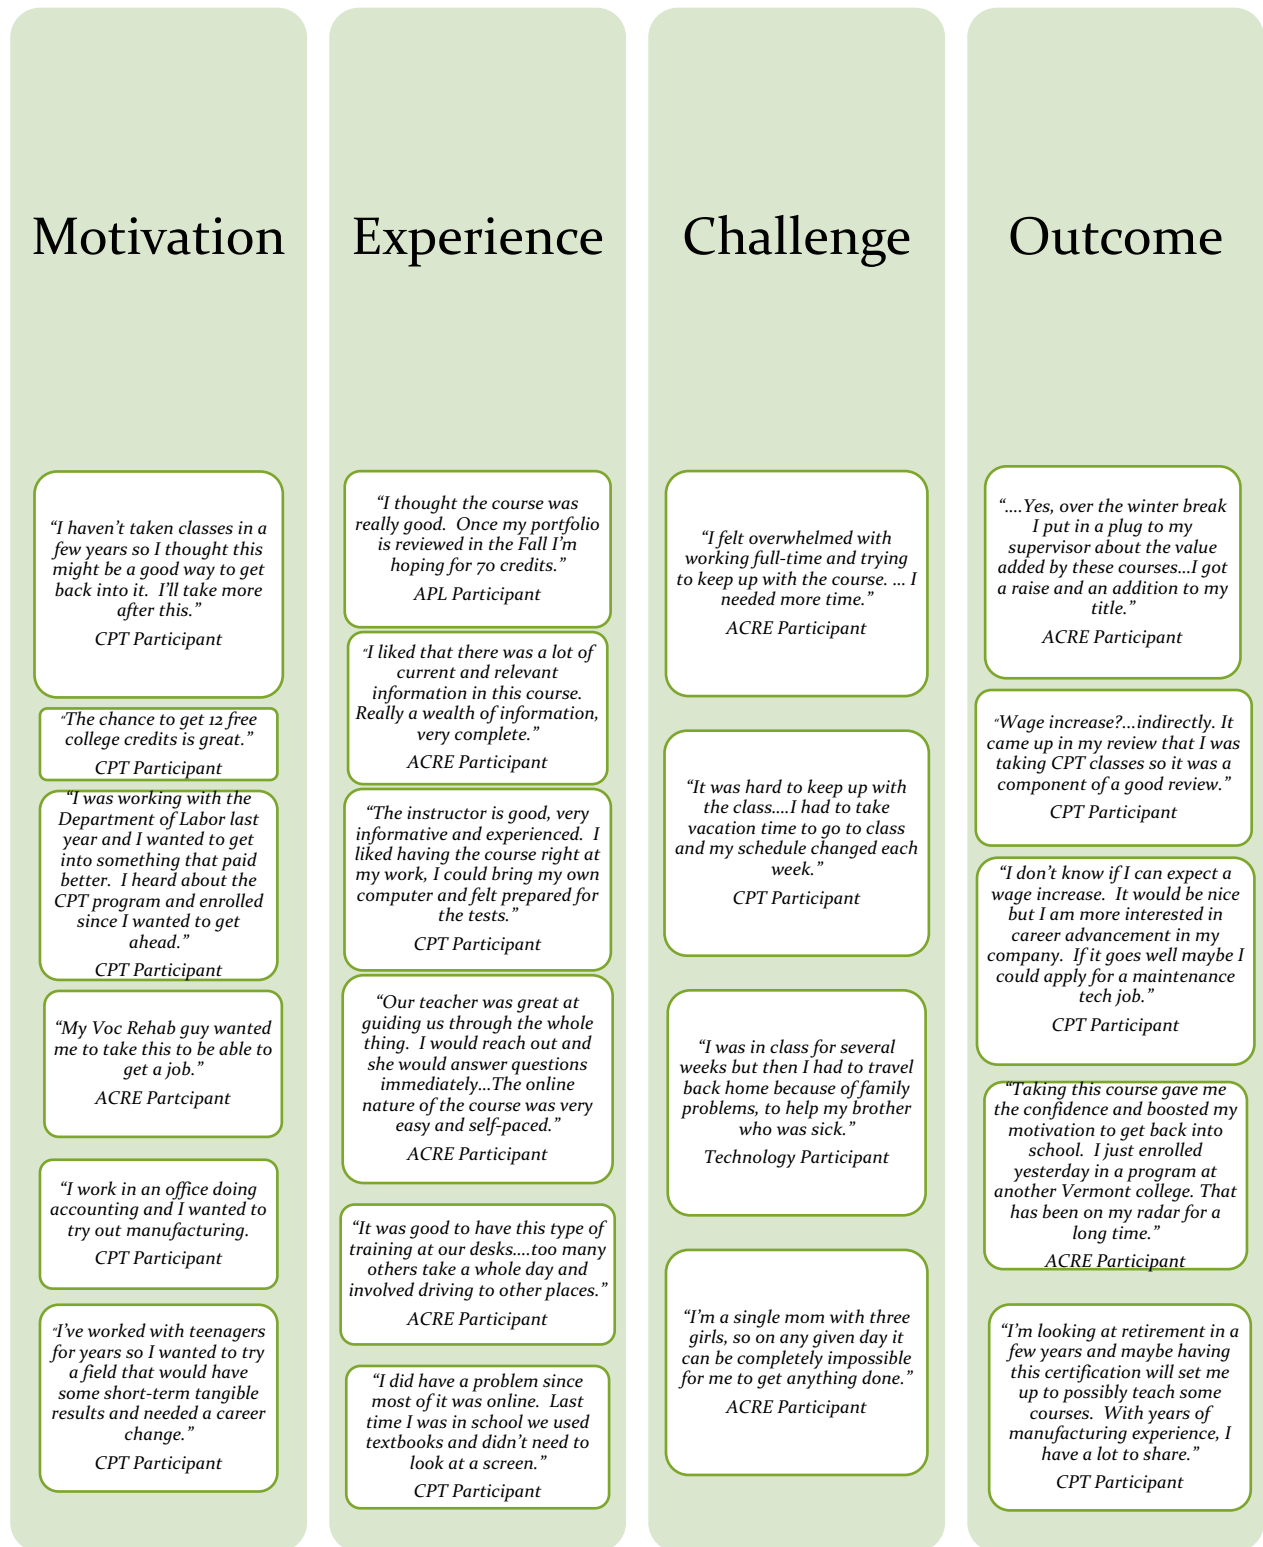 Motivation
“I haven’t taken classes in a
few years so I thought this
might be a good way to get
back into it.  I’ll take more
after this.”
CPT Participant
“The chance to get 12 free
college credits is great.”
CPT Participant
“I was working with the
Department of Labor last
year and I wanted to get
into something that paid
better.  I heard about the
CPT program and enrolled
since I wanted to get
ahead.”
CPT Participant
“My Voc Rehab guy wanted
me to take this to be able to
get a job.”
ACRE Partcipant
“I work in an office doing
accounting and I wanted to
try out manufacturing.
CPT Participant
“I’ve worked with teenagers
for years so I wanted to try
a field that would have
some short-term tangible
results and needed a career
change.”
CPT Participant
Experience
“I thought the course was
really good.  Once my portfolio
is reviewed in the Fall I’m
hoping for 70 credits.”
APL Participant
“I liked that there was a lot of
current and relevant
information in this course.
Really a wealth of information,
very complete.”
ACRE Participant
“The instructor is good, very
informative and experienced.  I
liked having the course right at
my work, I could bring my own
computer and felt prepared for
the tests.”
CPT Participant
“Our teacher was great at
guiding us through the whole
thing.  I would reach out and
she would answer questions
immediately...The online
nature of the course was very
easy and self-paced.”
ACRE Participant
“It was good to have this type of
training at our desks....too many
others take a whole day and
involved driving to other places.”
ACRE Participant
“I did have a problem since
most of it was online.  Last
time I was in school we used
textbooks and didn’t need to
look at a screen.”
CPT Participant
Challenge
“I felt overwhelmed with
working full-time and trying
to keep up with the course. ... I
needed more time.”
ACRE Participant
“It was hard to keep up with
the class....I had to take
vacation time to go to class
and my schedule changed each
week.”
CPT Participant
“I was in class for several
weeks but then I had to travel
back home because of family
problems, to help my brother
who was sick.”
Technology Participant
“I’m a single mom with three
girls, so on any given day it
can be completely impossible
for me to get anything done.”
ACRE Participant
Outcome
“....Yes, over the winter break
I put in a plug to my
supervisor about the value
added by these courses...I got
a raise and an addition to my
title.”
ACRE Participant
“Wage increase?...indirectly. It
came up in my review that I was
taking CPT classes so it was a
component of a good review.”
CPT Participant
“I don’t know if I can expect a
wage increase.  It would be nice
but I am more interested in
career advancement in my
company.  If it goes well maybe I
could apply for a maintenance
tech job.”
CPT Participant
“Taking this course gave me
the confidence and boosted my
motivation to get back into
school.  I just enrolled
yesterday in a program at
another Vermont college. That
has been on my radar for a
long time.”
ACRE Participant
“I’m looking at retirement in a
few years and maybe having
this certification will set me
up to possibly teach some
courses.  With years of
manufacturing experience, I
have a lot to share.”
CPT Participant